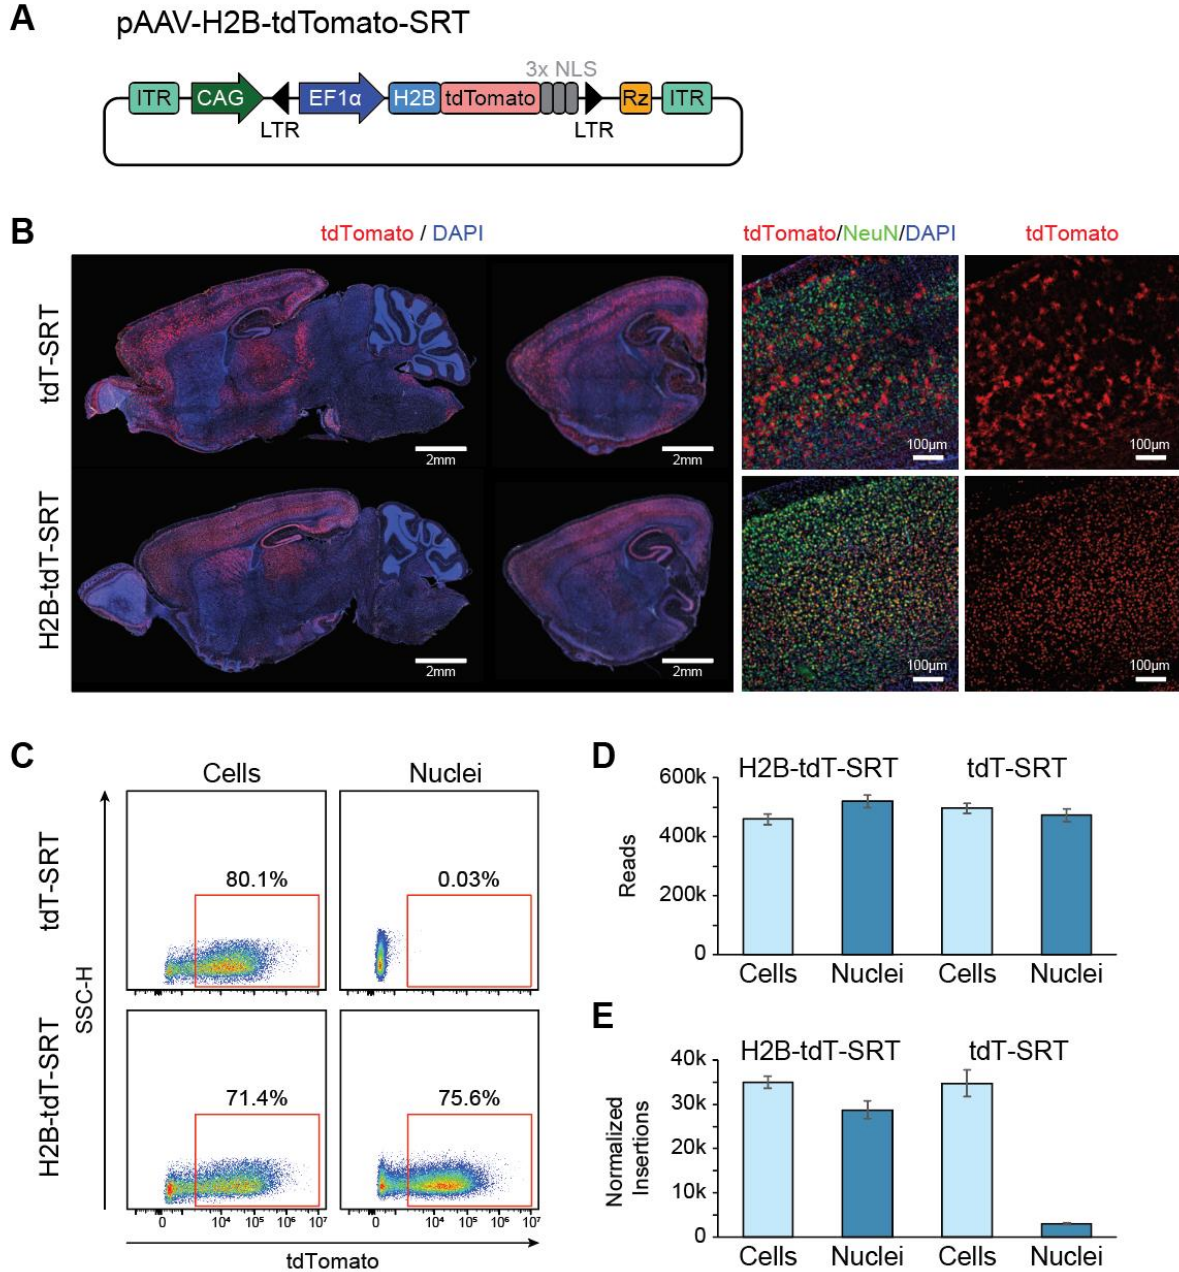 A
pAAV-H2B-tdTomato-SRT
3x NLS
ITR CAG EF1α H2B tdTomato Rz ITR
LTR LTR
B
tdTomato / DAPI
tdTomato/NeuN/DAPI
tdTomato
tdT-SRT
2mm
2mm
100µm
100µm
H2B-tdT-SRT
2mm
2mm
100µm
100µm
C
Cells
Nuclei
SSC-H
tdT-SRT
80.1%
0.03%
H2B-tdT-SRT
71.4%
75.6%
0 10⁴ 10⁵ 10⁶ 10⁷
0 10⁴ 10⁵ 10⁶ 10⁷
tdTomato
D
H2B-tdT-SRT
tdT-SRT
Reads
600k
400k
200k
0
Cells Nuclei Cells Nuclei
E
H2B-tdT-SRT
tdT-SRT
Normalized
Insertions
40k
30k
20k
10k
0
Cells Nuclei Cells Nuclei